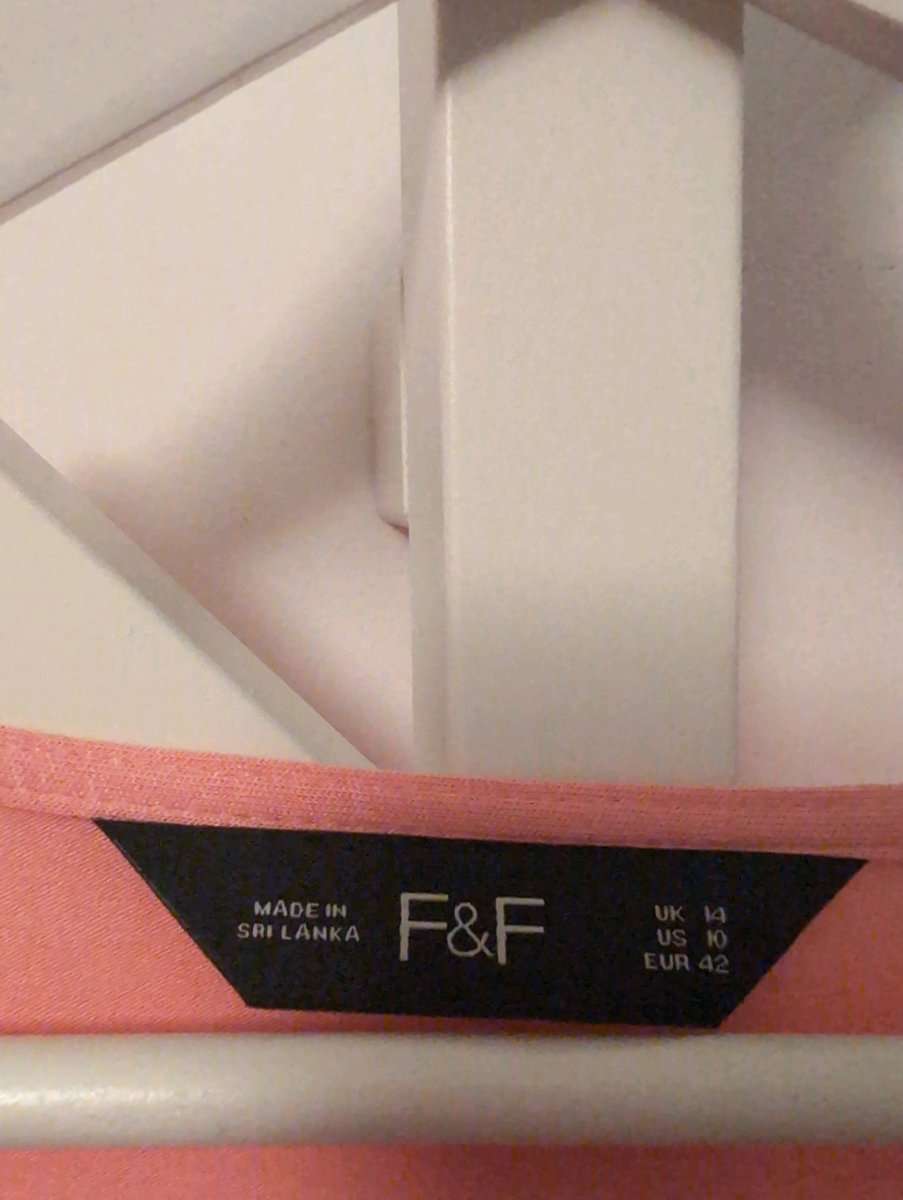 MADE IN
SRI LANKA
F&F
UK 14
US 10
EUR 42